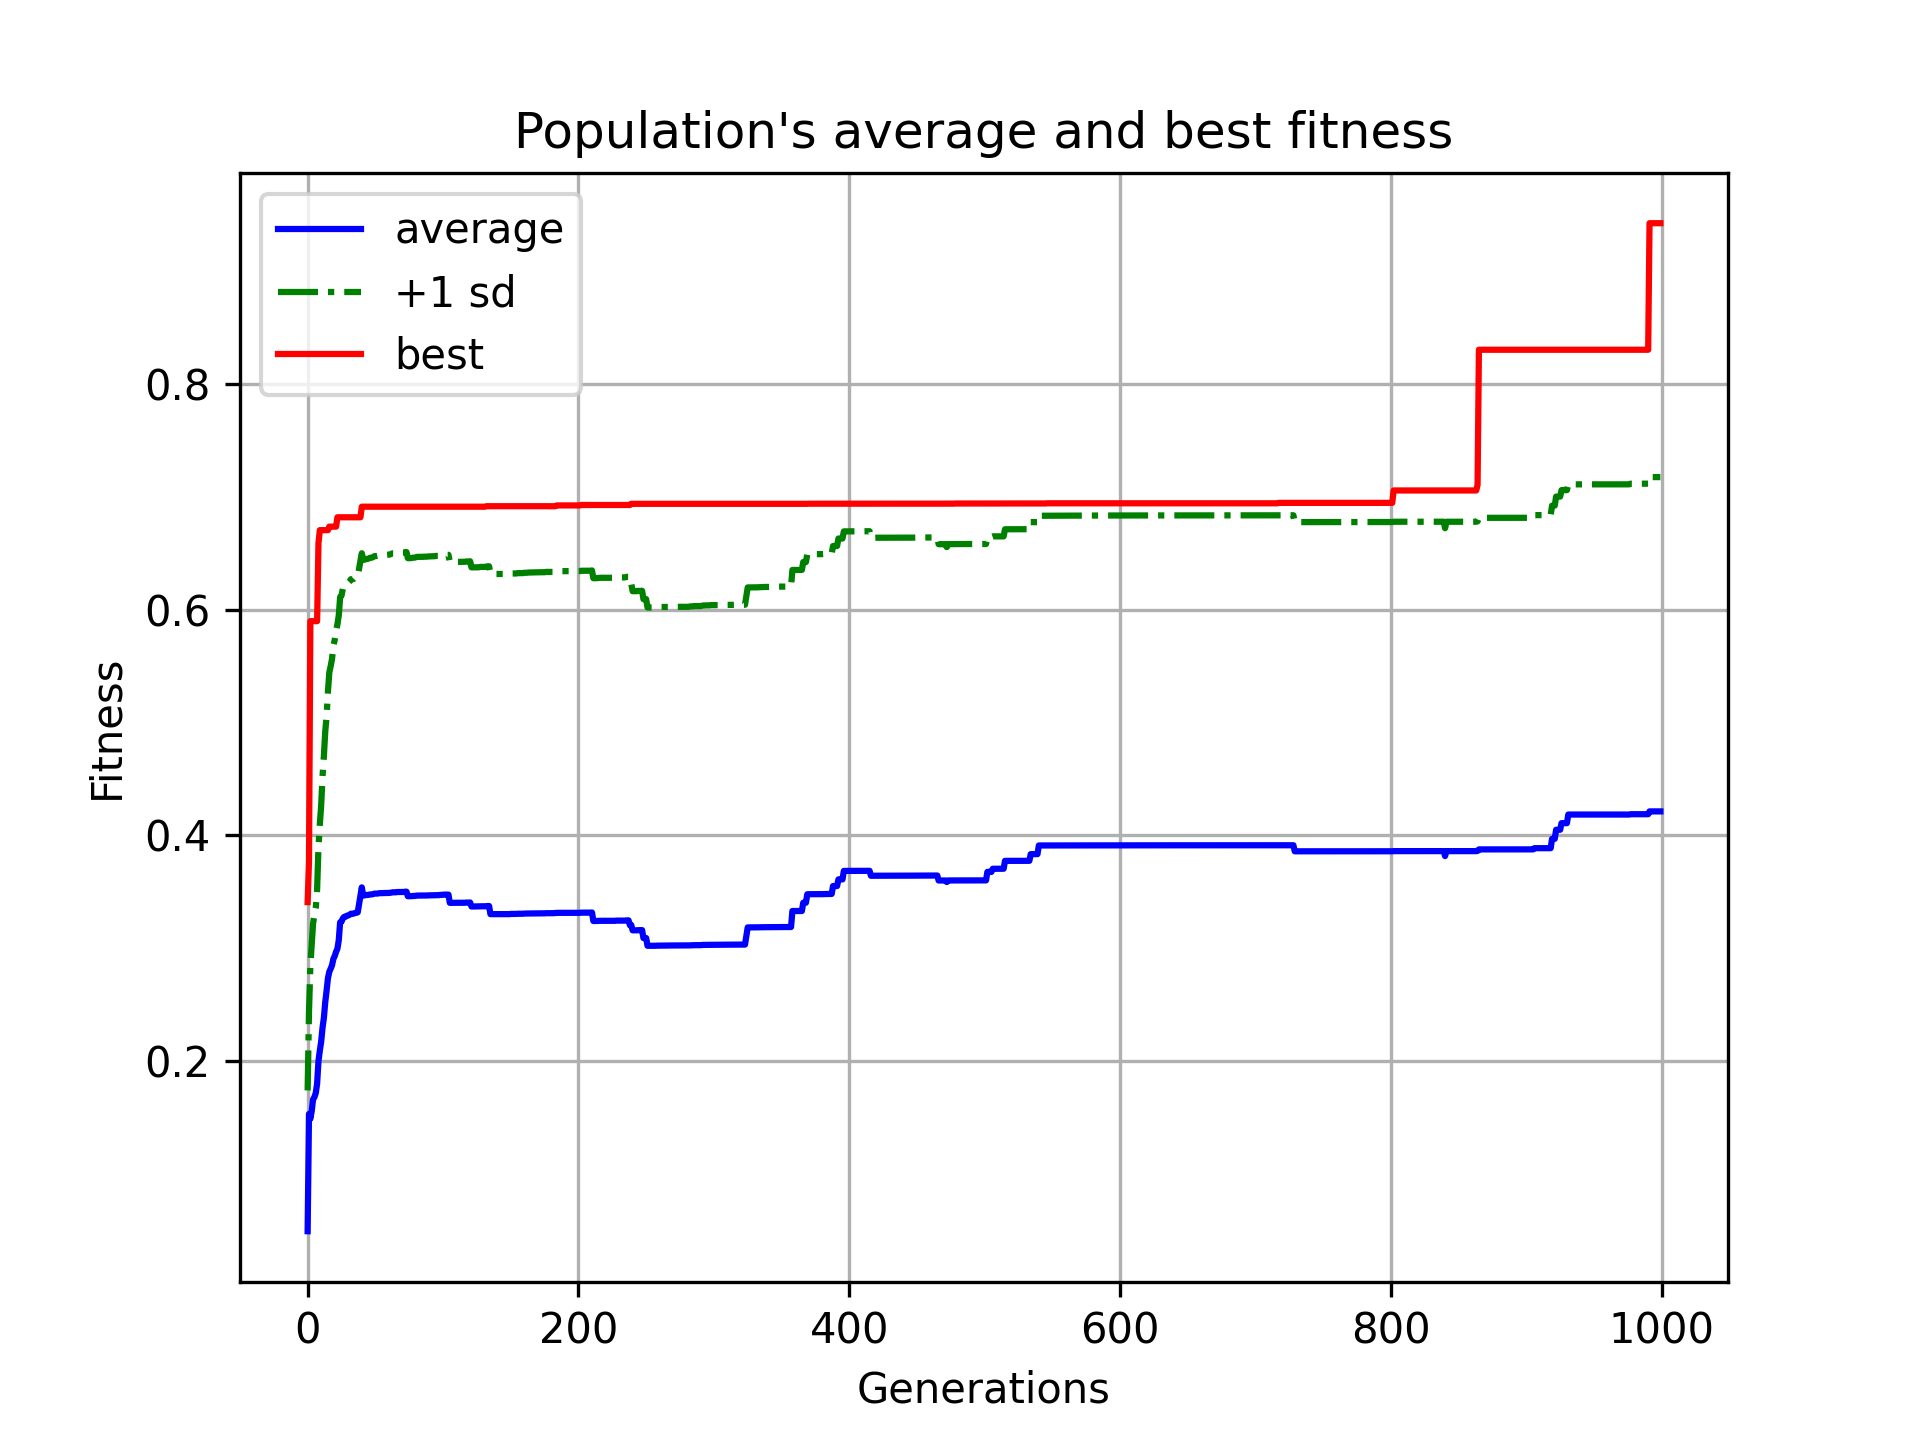 Population's average and best fitness
average
+1 sd
best
0.8
0.6
0.4
0.2
Fitness
0 200 400 600 800 1000
Generations